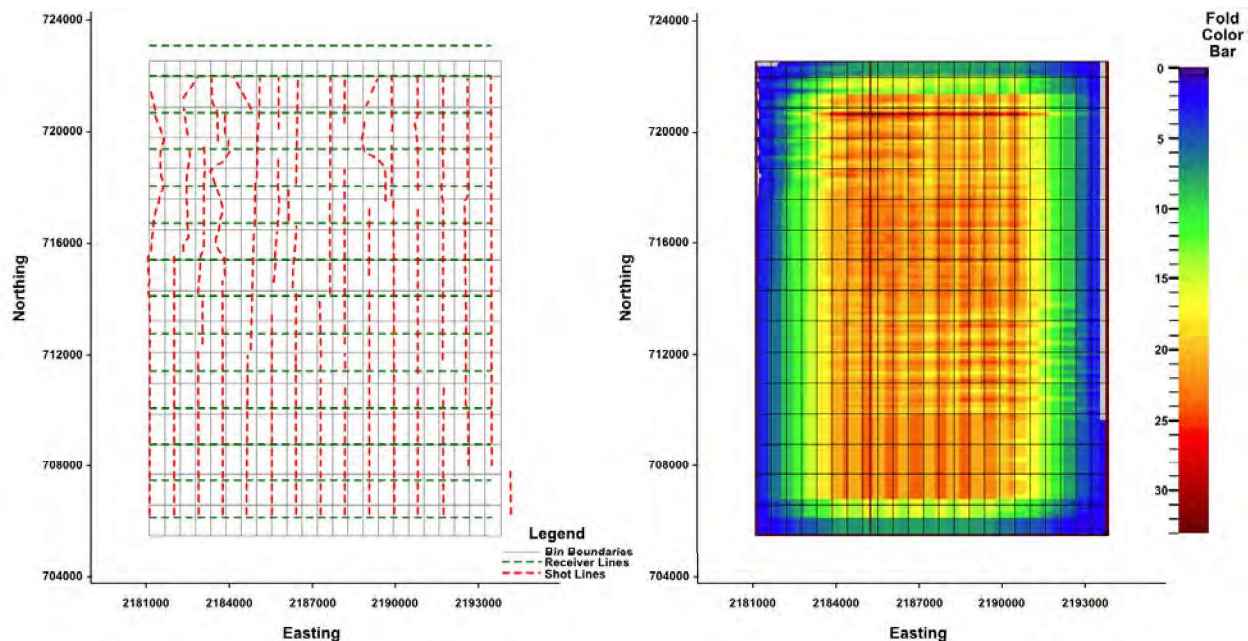 724000
720000
716000
712000
708000
704000
Northing
2181000 2184000 2187000 2190000 2193000
Easting
Legend
Bin Boundaries
Receiver Lines
Shot Lines
724000
720000
716000
712000
708000
704000
Northing
2181000 2184000 2187000 2190000 2193000
Easting
Fold
Color
Bar
0
5
10
15
20
25
30